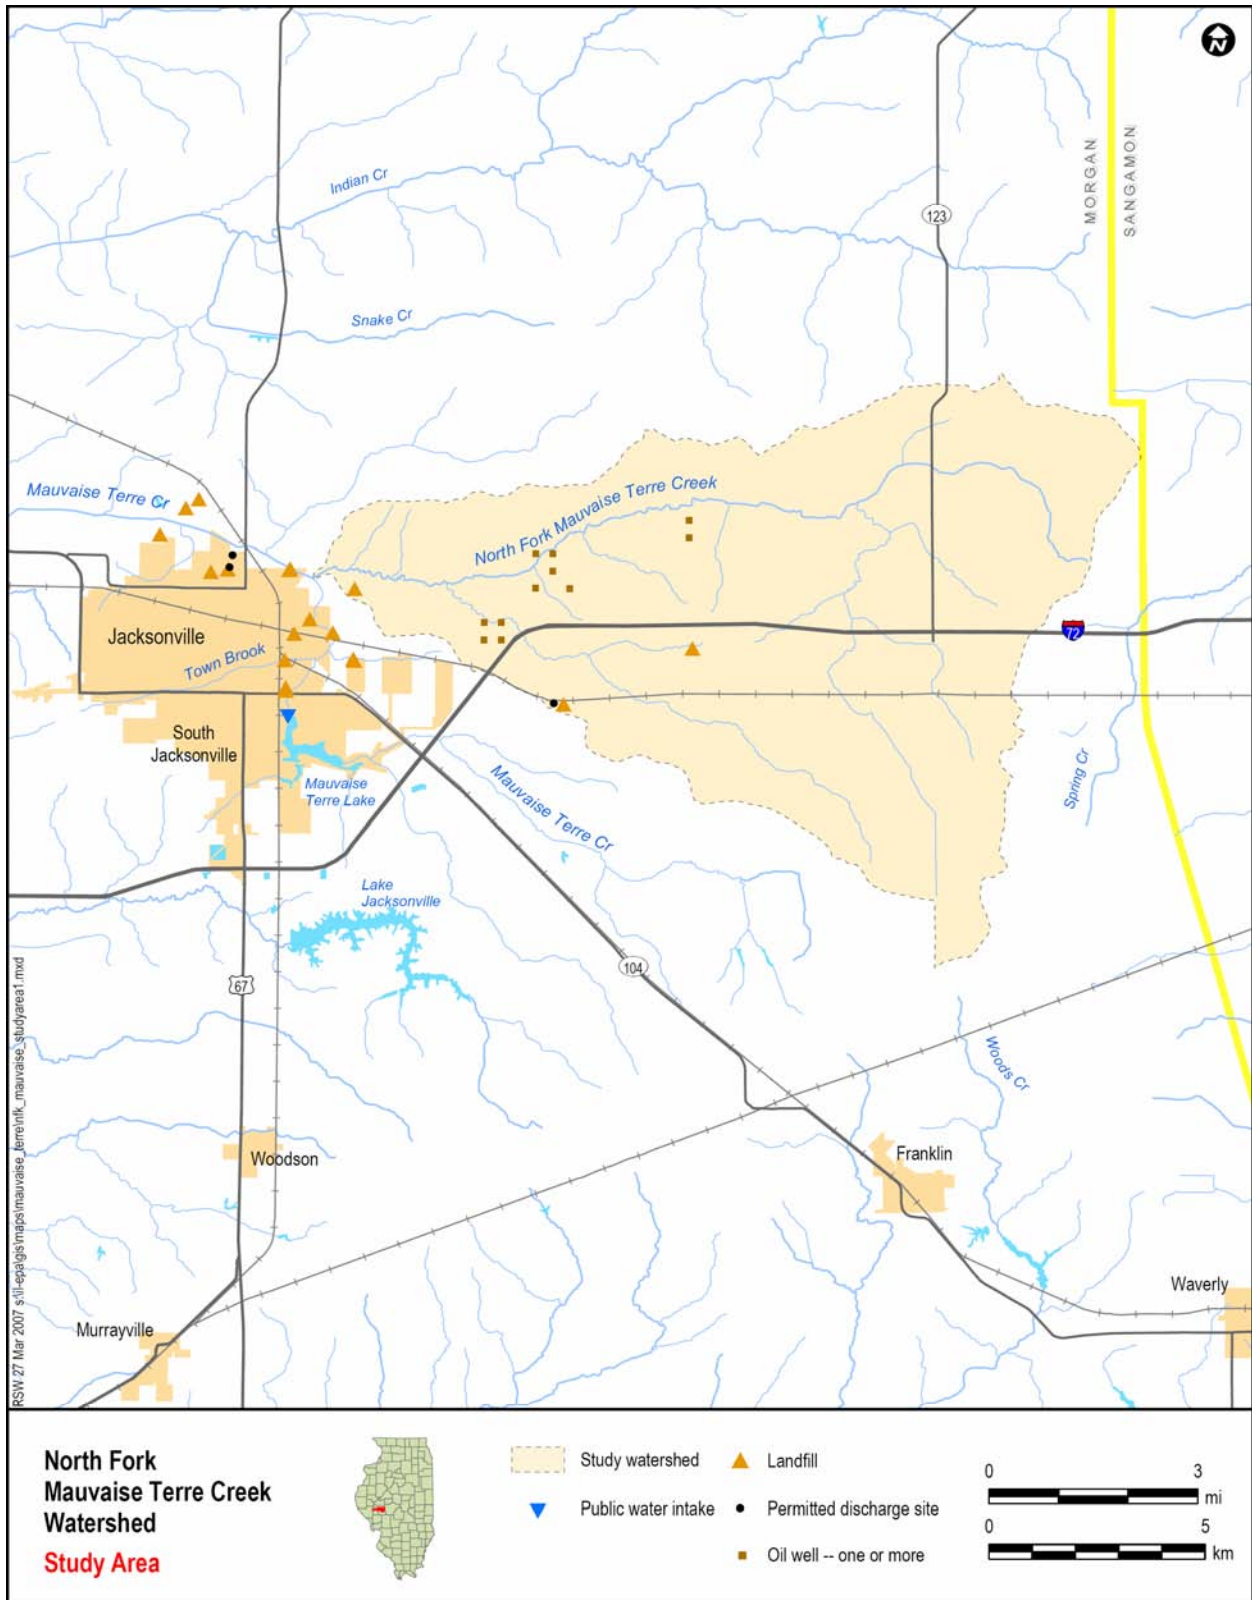 N
Indian Cr
MORGAN
SANGAMON
123
Snake Cr
Mauvaise Terre Cr
North Fork Mauvaise Terre Creek
Jacksonville
72
Town Brook
South
Jacksonville
Mauvaise
Terre Lake
Mauvaise Terre Cr
Spring Cr
Lake
Jacksonville
104
67
Woods Cr
Woodson
Franklin
Waverly
Murrayville
RSW 27 Mar 2007 s:\il-epa\gis\maps\mauvaise_terre\nfk_mauvaise_studyarea1.mxd
North Fork
Mauvaise Terre Creek
Watershed
Study Area
Study watershed
Public water intake
Landfill
Permitted discharge site
Oil well -- one or more
0 3
mi
0 5
km